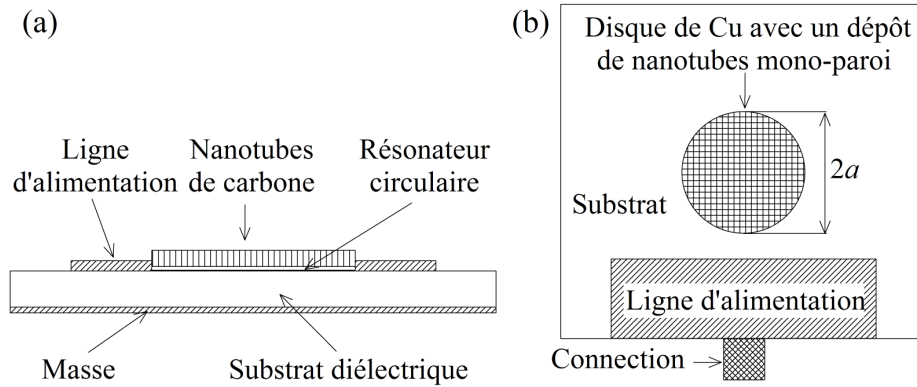 (a)
Ligne
d'alimentation
Nanotubes
de carbone
Résonateur
circulaire
Masse
Substrat diélectrique
(b)
Disque de Cu avec un dépôt
de nanotubes mono-paroi
2a
Substrat
Ligne d'alimentation
Connection